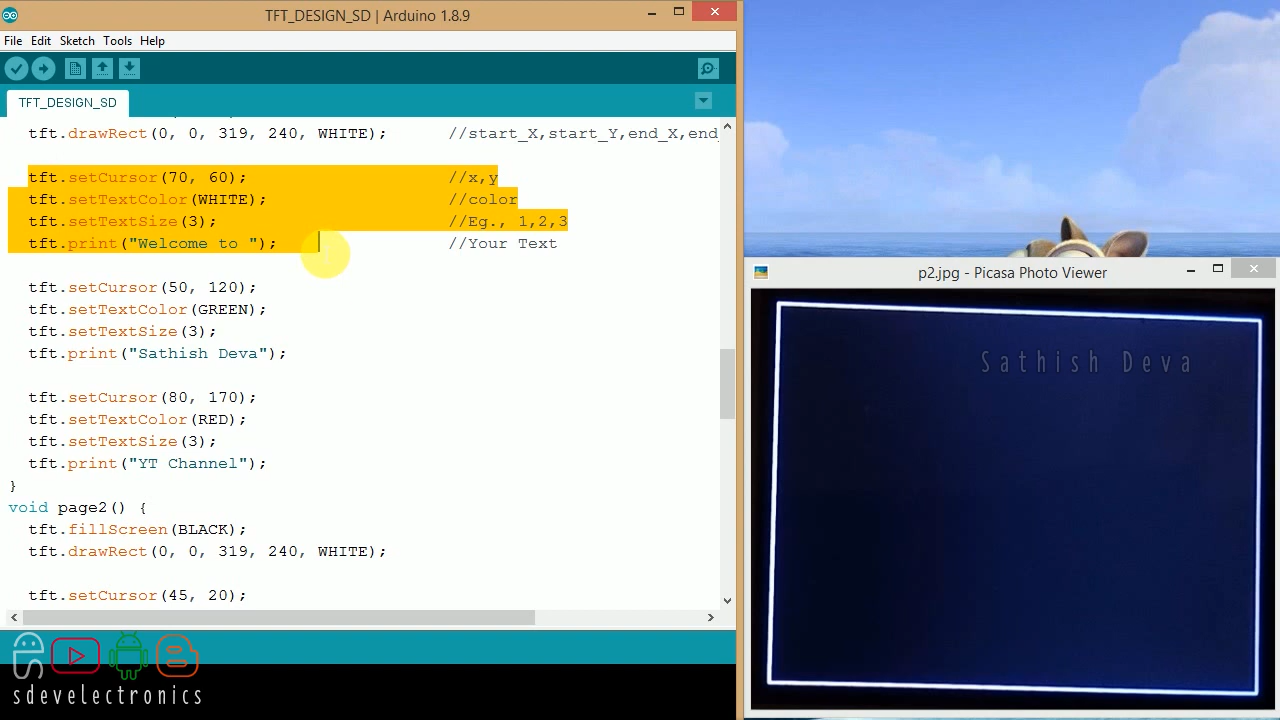 TFT_DESIGN_SD | Arduino 1.8.9
File Edit Sketch Tools Help
TFT_DESIGN_SD
tft.drawRect(0, 0, 319, 240, WHITE); //start_X,start_Y,end_X,end_
tft.setCursor(70, 60); //x,y
tft.setTextColor(WHITE); //color
tft.setTextSize(3); //Eg., 1,2,3
tft.print("Welcome to "); //Your Text
tft.setCursor(50, 120);
tft.setTextColor(GREEN);
tft.setTextSize(3);
tft.print("Sathish Deva");
tft.setCursor(80, 170);
tft.setTextColor(RED);
tft.setTextSize(3);
tft.print("YT Channel");
}
void page2() {
tft.fillScreen(BLACK);
tft.drawRect(0, 0, 319, 240, WHITE);
tft.setCursor(45, 20);
sdevelectronics
p2.jpg - Picasa Photo Viewer
Sathish Deva